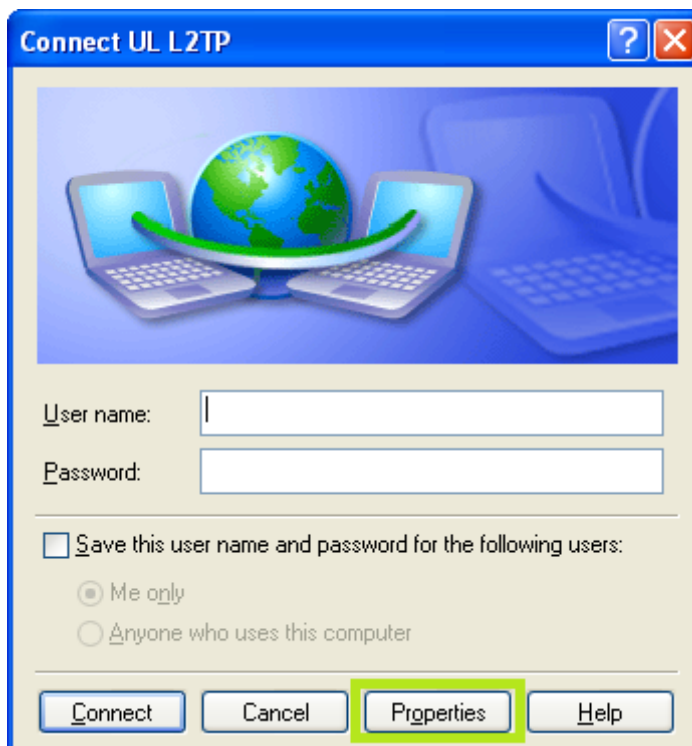 Connect UL L2TP
User name:
Password:
Save this user name and password for the following users:
Me only
Anyone who uses this computer
Connect Cancel Properties Help